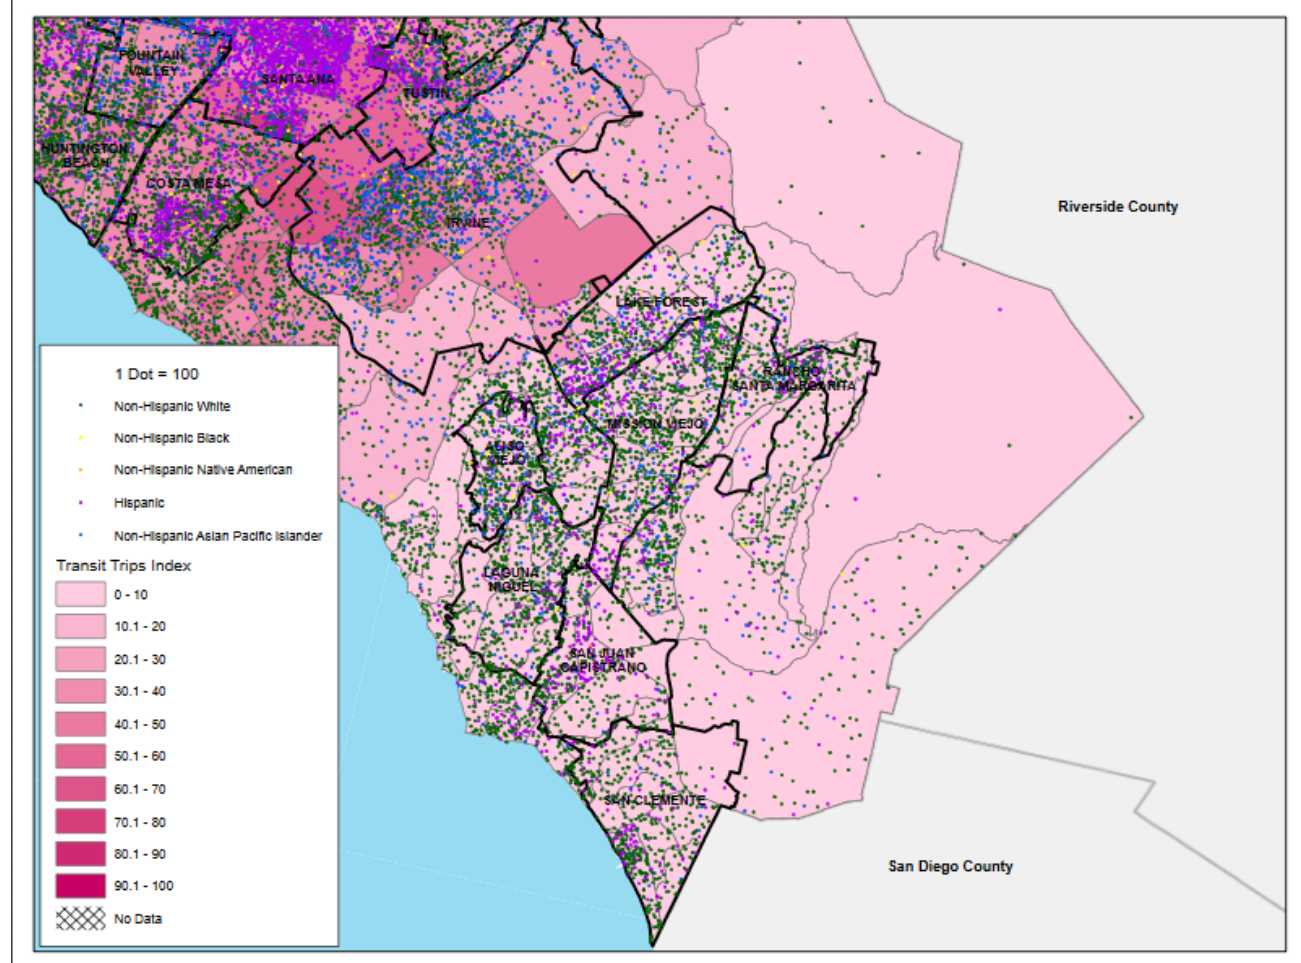 FOUNTAIN
VALLEY
SANTA ANA
TUSTIN
HUNTINGTON
BEACH
COSTA MESA
IRVINE
Riverside County
LAKE FOREST
RANCHO
SANTA MARGARITA
MISSION VIEJO
ALISO
VIEJO
LAGUNA
NIGUEL
SAN JUAN
CAPISTRANO
SAN CLEMENTE
San Diego County
1 Dot = 100
Non-Hispanic White
Non-Hispanic Black
Non-Hispanic Native American
Hispanic
Non-Hispanic Asian Pacific Islander
Transit Trips Index
0 - 10
10.1 - 20
20.1 - 30
30.1 - 40
40.1 - 50
50.1 - 60
60.1 - 70
70.1 - 80
80.1 - 90
90.1 - 100
No Data